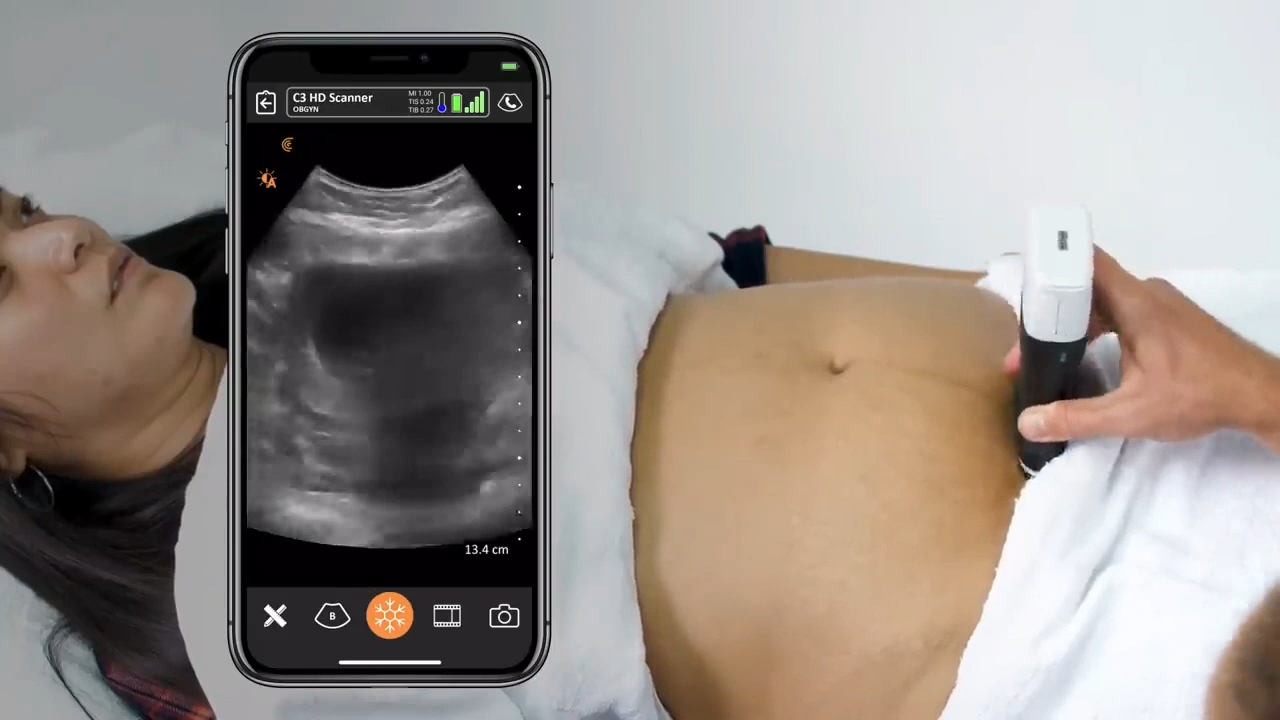 C3 HD Scanner
OBGYN
MI 1.00
TIS 0.24
TIB 0.27
A
13.4 cm
B